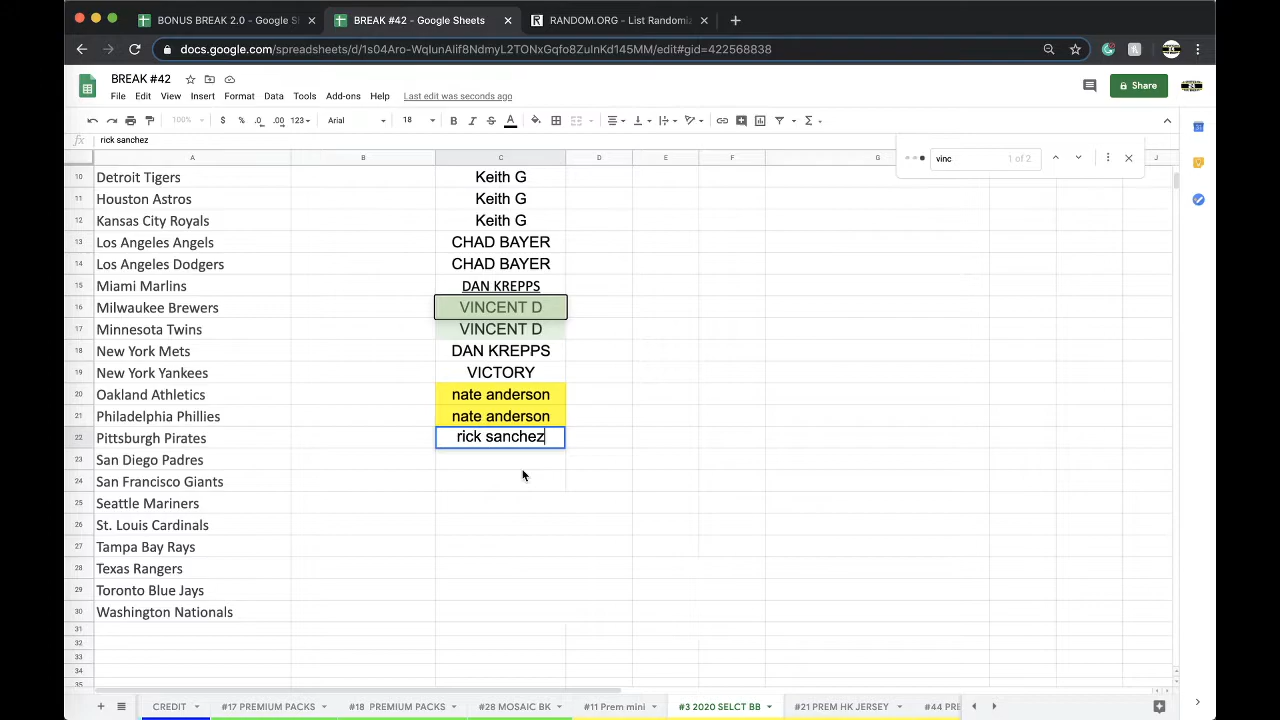 BONUS BREAK 2.0 - Google S
BREAK #42 - Google Sheets
RANDOM.ORG - List Randomiz
docs.google.com/spreadsheets/d/1s04Aro-WqIunAlif8NdmyL2TONxGqfo8ZuInKd145MM/edit#gid=422568838
BREAK #42
File Edit View Insert Format Data Tools Add-ons Help Last edit was seconds ago
Share
100% $ % .0 .00 123 Arial 18 B I S A
fx rick sanchez
vinc 1 of 2
A B C D E F G J
10 Detroit Tigers Keith G
11 Houston Astros Keith G
12 Kansas City Royals Keith G
13 Los Angeles Angels CHAD BAYER
14 Los Angeles Dodgers CHAD BAYER
15 Miami Marlins DAN KREPPS
16 Milwaukee Brewers VINCENT D
17 Minnesota Twins VINCENT D
18 New York Mets DAN KREPPS
19 New York Yankees VICTORY
20 Oakland Athletics nate anderson
21 Philadelphia Phillies nate anderson
22 Pittsburgh Pirates rick sanchez
23 San Diego Padres
24 San Francisco Giants
25 Seattle Mariners
26 St. Louis Cardinals
27 Tampa Bay Rays
28 Texas Rangers
29 Toronto Blue Jays
30 Washington Nationals
31
32
33
34
35
CREDIT #17 PREMIUM PACKS #18 PREMIUM PACKS #28 MOSAIC BK #11 Prem mini #3 2020 SELCT BB #21 PREM HK JERSEY #44 PRE